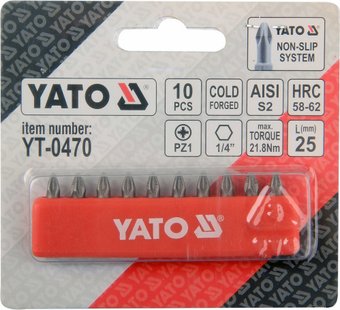 YATO
NON-SLIP
SYSTEM
YATO
10
PCS
COLD
FORGED
AISI
S2
HRC
58-62
item number:
YT-0470
PZ1
1/4"
max.
TORQUE
21.8Nm
L(mm)
25
YATO